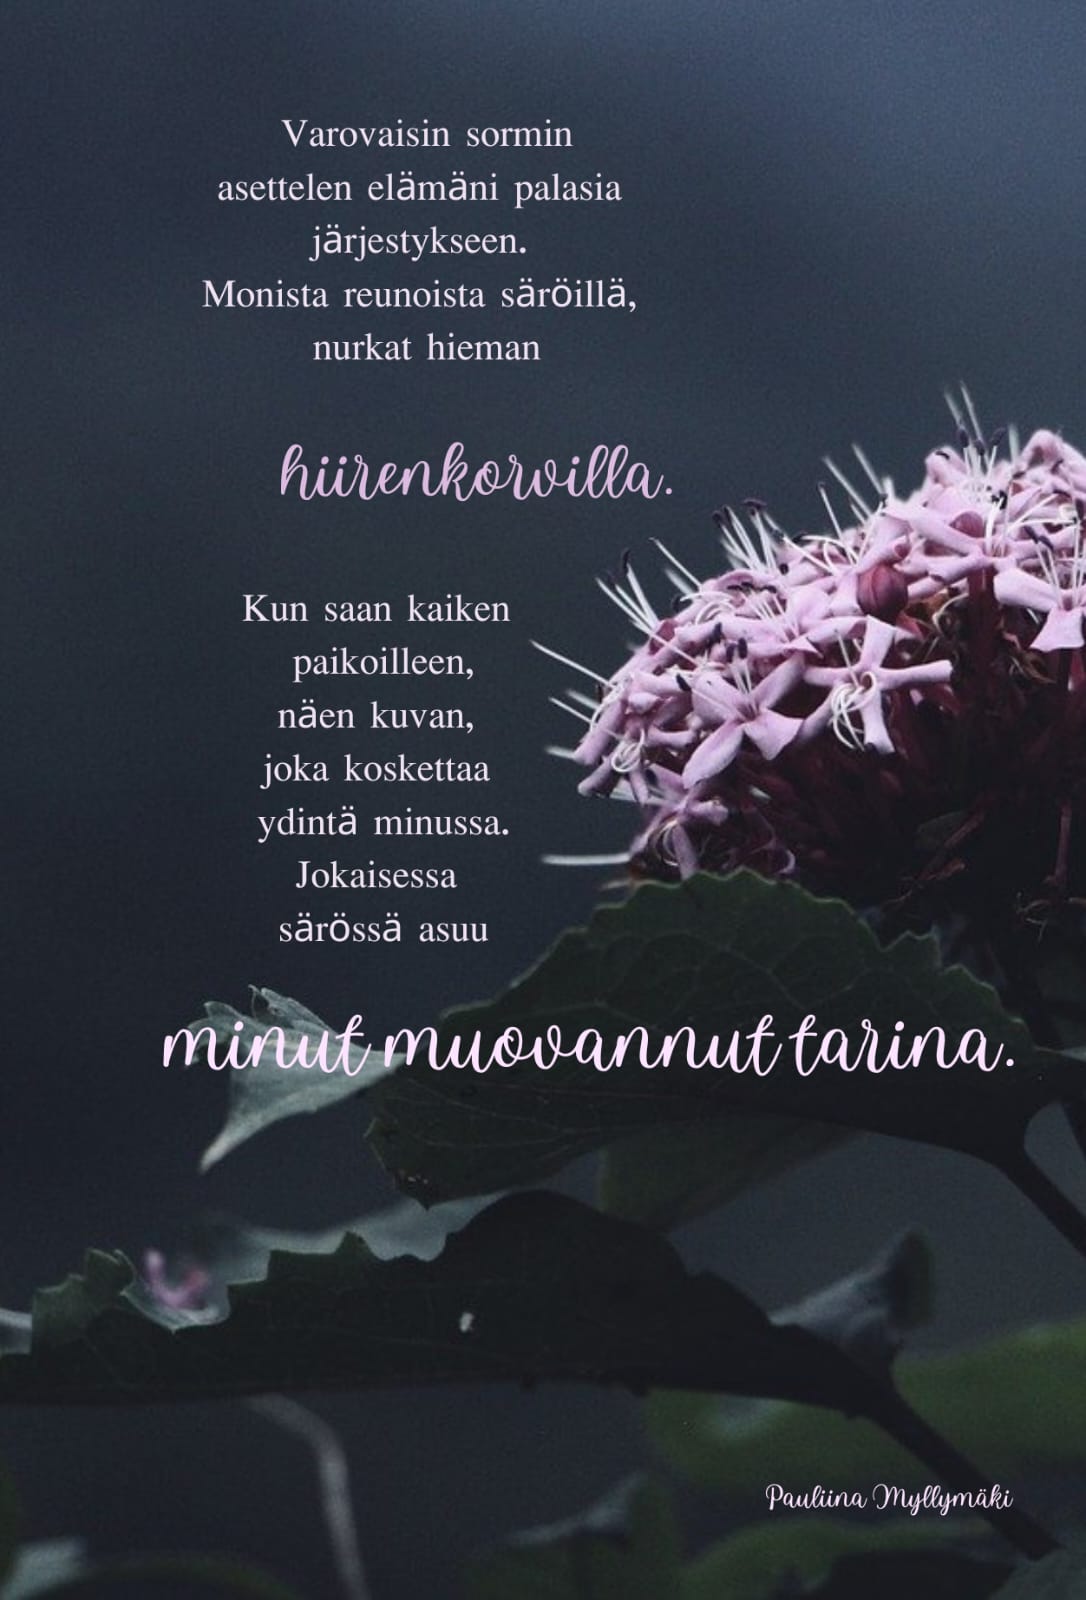 Varovaisin sormin
asettelen elämäni palasia
järjestykseen.
Monista reunoista säröillä,
nurkat hieman
hiirenkorvilla.
Kun saan kaiken
paikoilleen,
näen kuvan,
joka koskettaa
ydintä minussa.
Jokaisessa
särössä asuu
minut muovannut tarina.
Pauliina Myllymäki